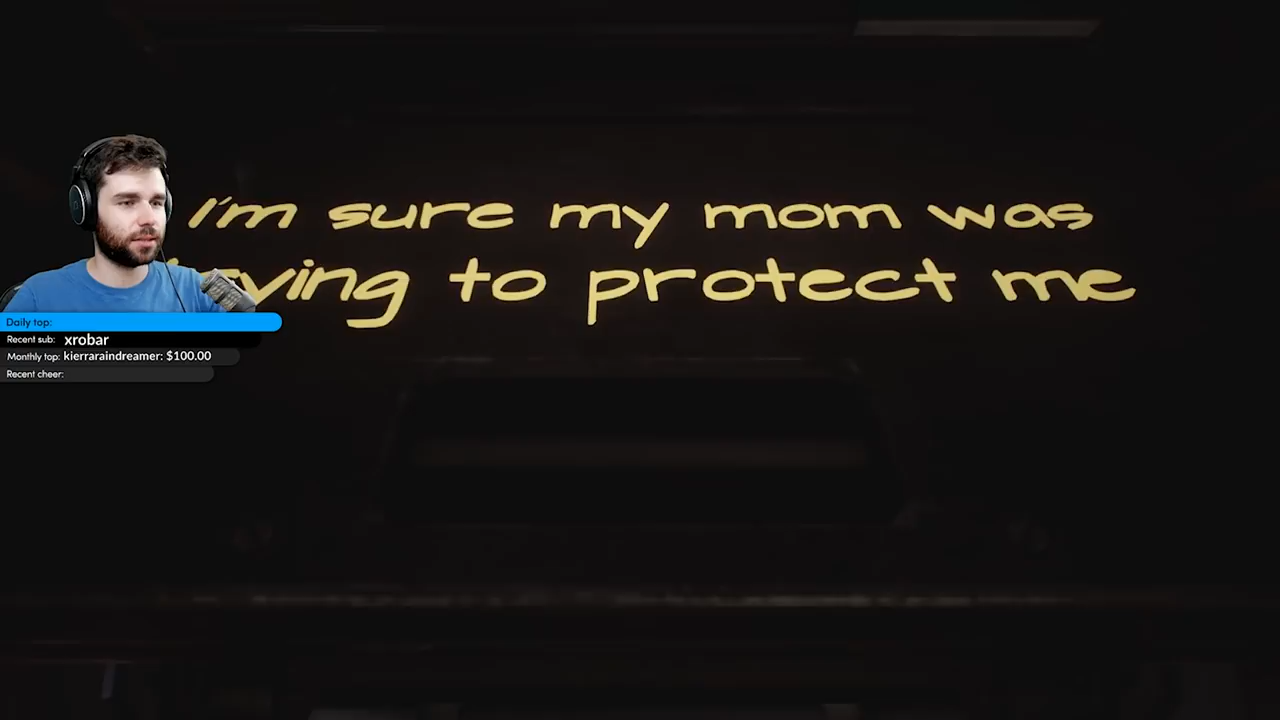 I'm sure my mom was
trying to protect me
Daily top:
Recent sub: xrobar
Monthly top: kierraraindreamer: $100.00
Recent cheer: